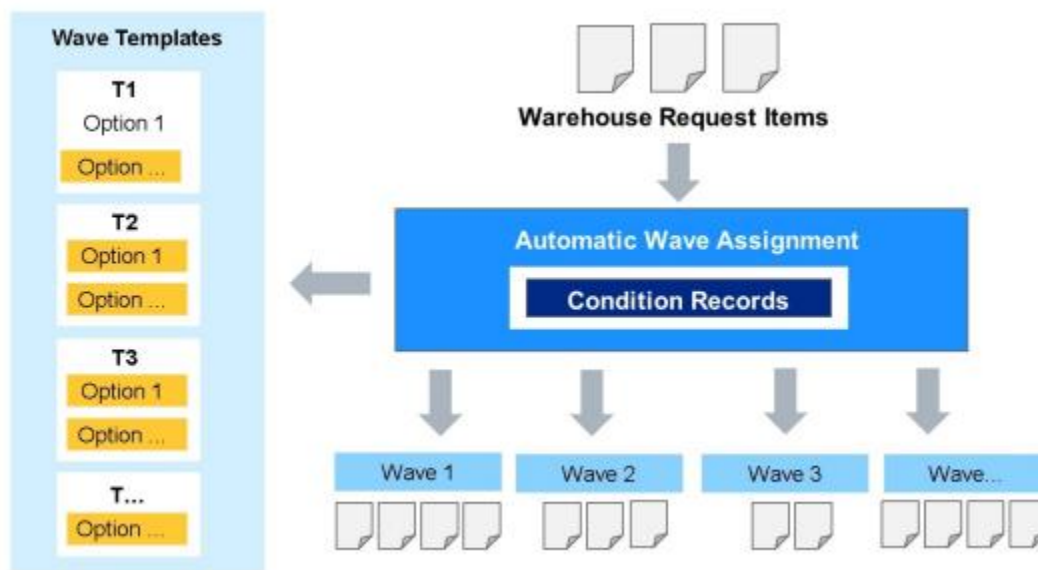 Wave Templates
T1
Option 1
Option ...
T2
Option 1
Option ...
T3
Option 1
Option ...
T...
Option ...
Warehouse Request Items
Automatic Wave Assignment
Condition Records
Wave 1
Wave 2
Wave 3
Wave...